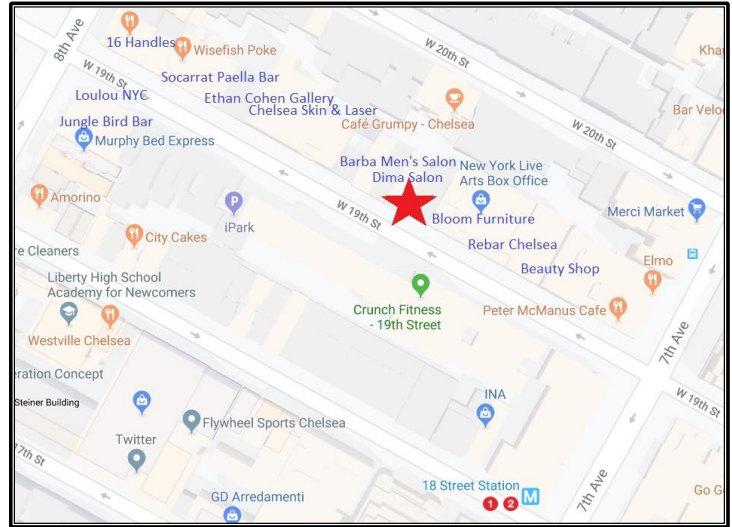 8th Ave
16 Handles
Wisefish Poke
W 20th St
Kha
W 19th St
Socarrat Paella Bar
Loulou NYC
Ethan Cohen Gallery
Chelsea Skin & Laser
Bar Velo
Jungle Bird Bar
Café Grumpy - Chelsea
W 20th St
Murphy Bed Express
Barba Men's Salon
Dima Salon
New York Live
Arts Box Office
Amorino
P
iPark
W 19th St
Bloom Furniture
Merci Market
City Cakes
Rebar Chelsea
re Cleaners
Beauty Shop
Elmo
Liberty High School
Academy for Newcomers
Crunch Fitness
- 19th Street
Peter McManus Cafe
Westville Chelsea
7th Ave
eration Concept
INA
W 19th St
Steiner Building
Flywheel Sports Chelsea
Twitter
17th St
18 Street Station
M
1 2
7th Ave
GD Arredamenti
Go G